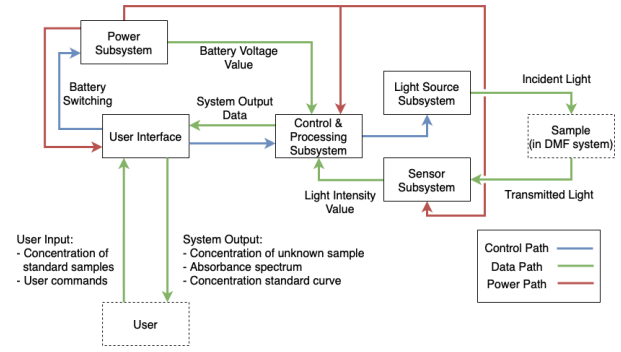 Power
Subsystem
Battery Voltage
Value
Battery
Switching
System Output
Data
User Interface
Control &
Processing
Subsystem
Light Source
Subsystem
Incident Light
Sample
(in DMF system)
Sensor
Subsystem
Light Intensity
Value
Transmitted Light
User Input:
- Concentration of
standard samples
- User commands
System Output:
- Concentration of unknown sample
- Absorbance spectrum
- Concentration standard curve
User
Control Path
Data Path
Power Path